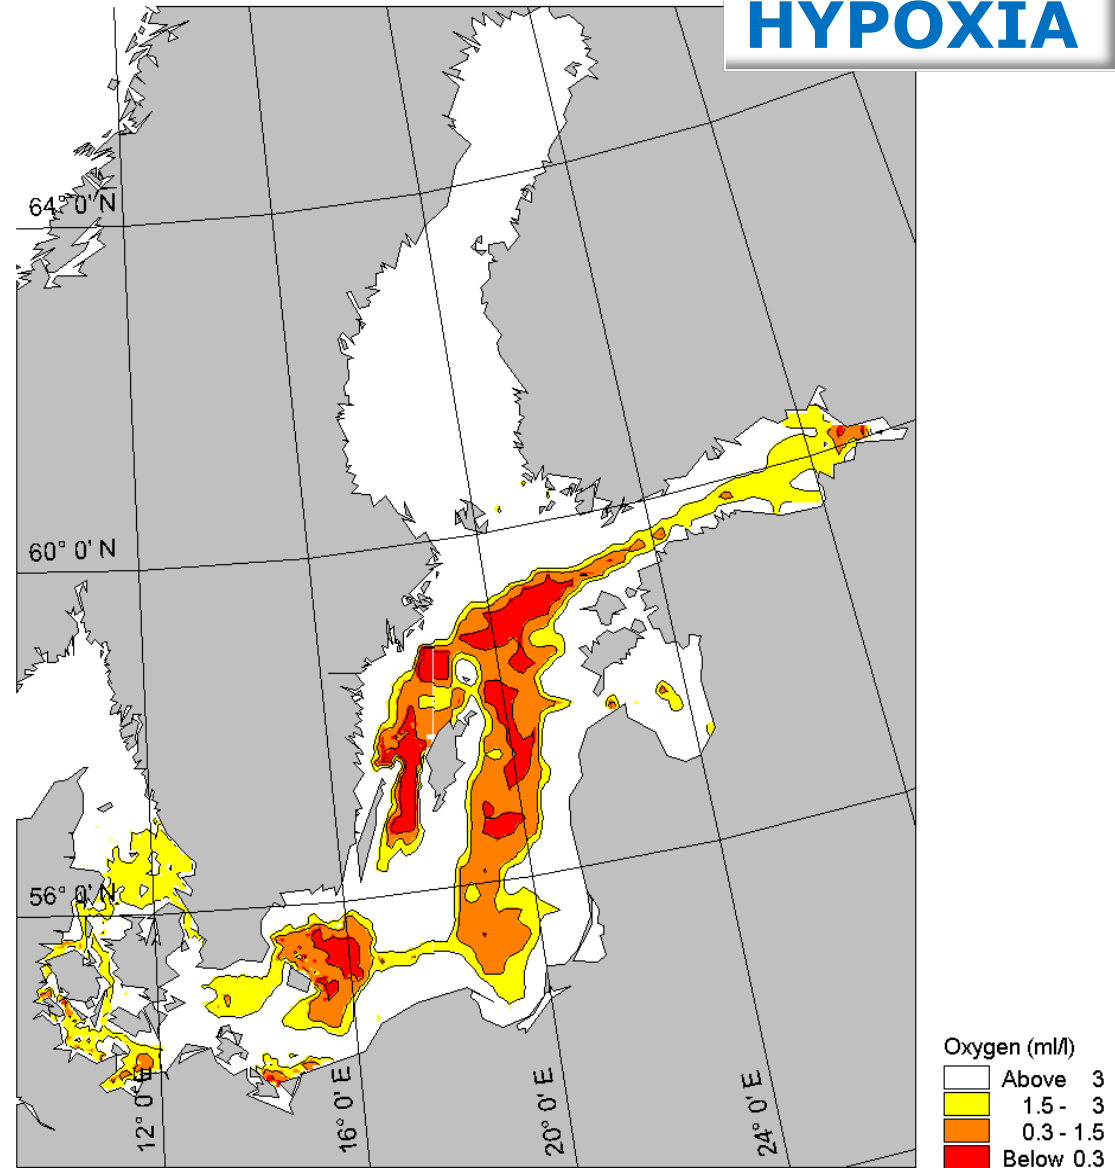 HYPOXIA
64° 0' N
60° 0' N
56° 0' N
12° 0' E
16° 0' E
20° 0' E
24° 0' E
Oxygen (ml/l)
Above 3
1.5 - 3
0.3 - 1.5
Below 0.3